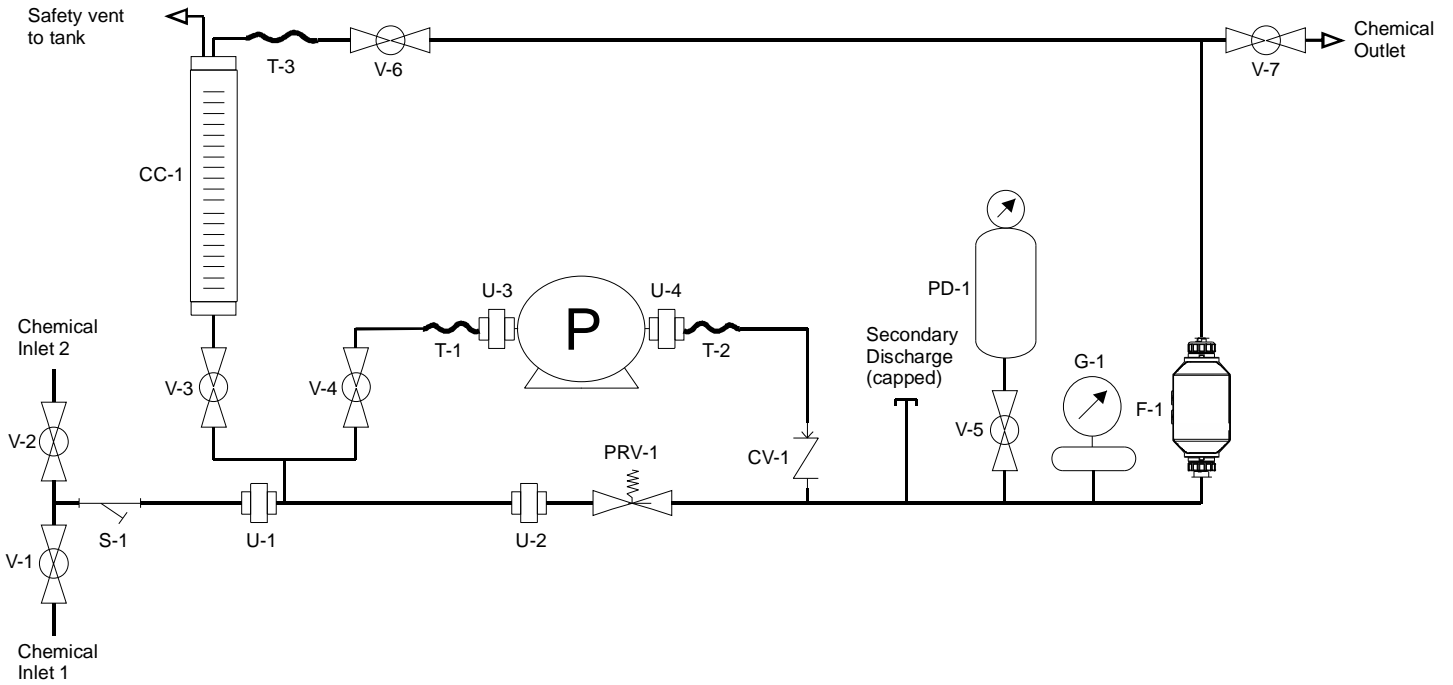 Safety vent
to tank
T-3
V-6
V-7
Chemical
Outlet
CC-1
PD-1
U-3
P
U-4
T-1
T-2
Secondary
Discharge
(capped)
G-1
F-1
Chemical
Inlet 2
V-3
V-4
V-5
V-2
PRV-1
CV-1
S-1
U-1
U-2
V-1
Chemical
Inlet 1